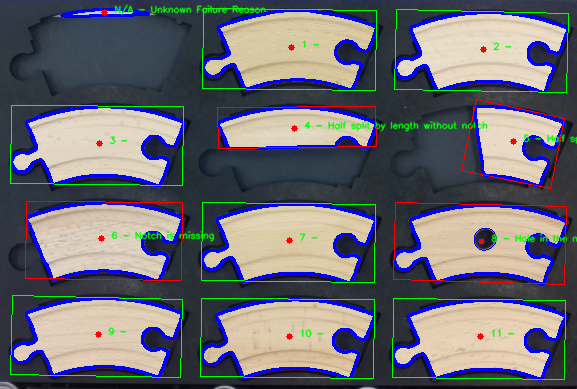 N/A - Unknown Failure Reason
1 -
2 -
3 -
4 - Half split by length without notch
5 - Half sp
6 - Notch is missing
7 -
8 - Hole in the m
9 -
10 -
11 -